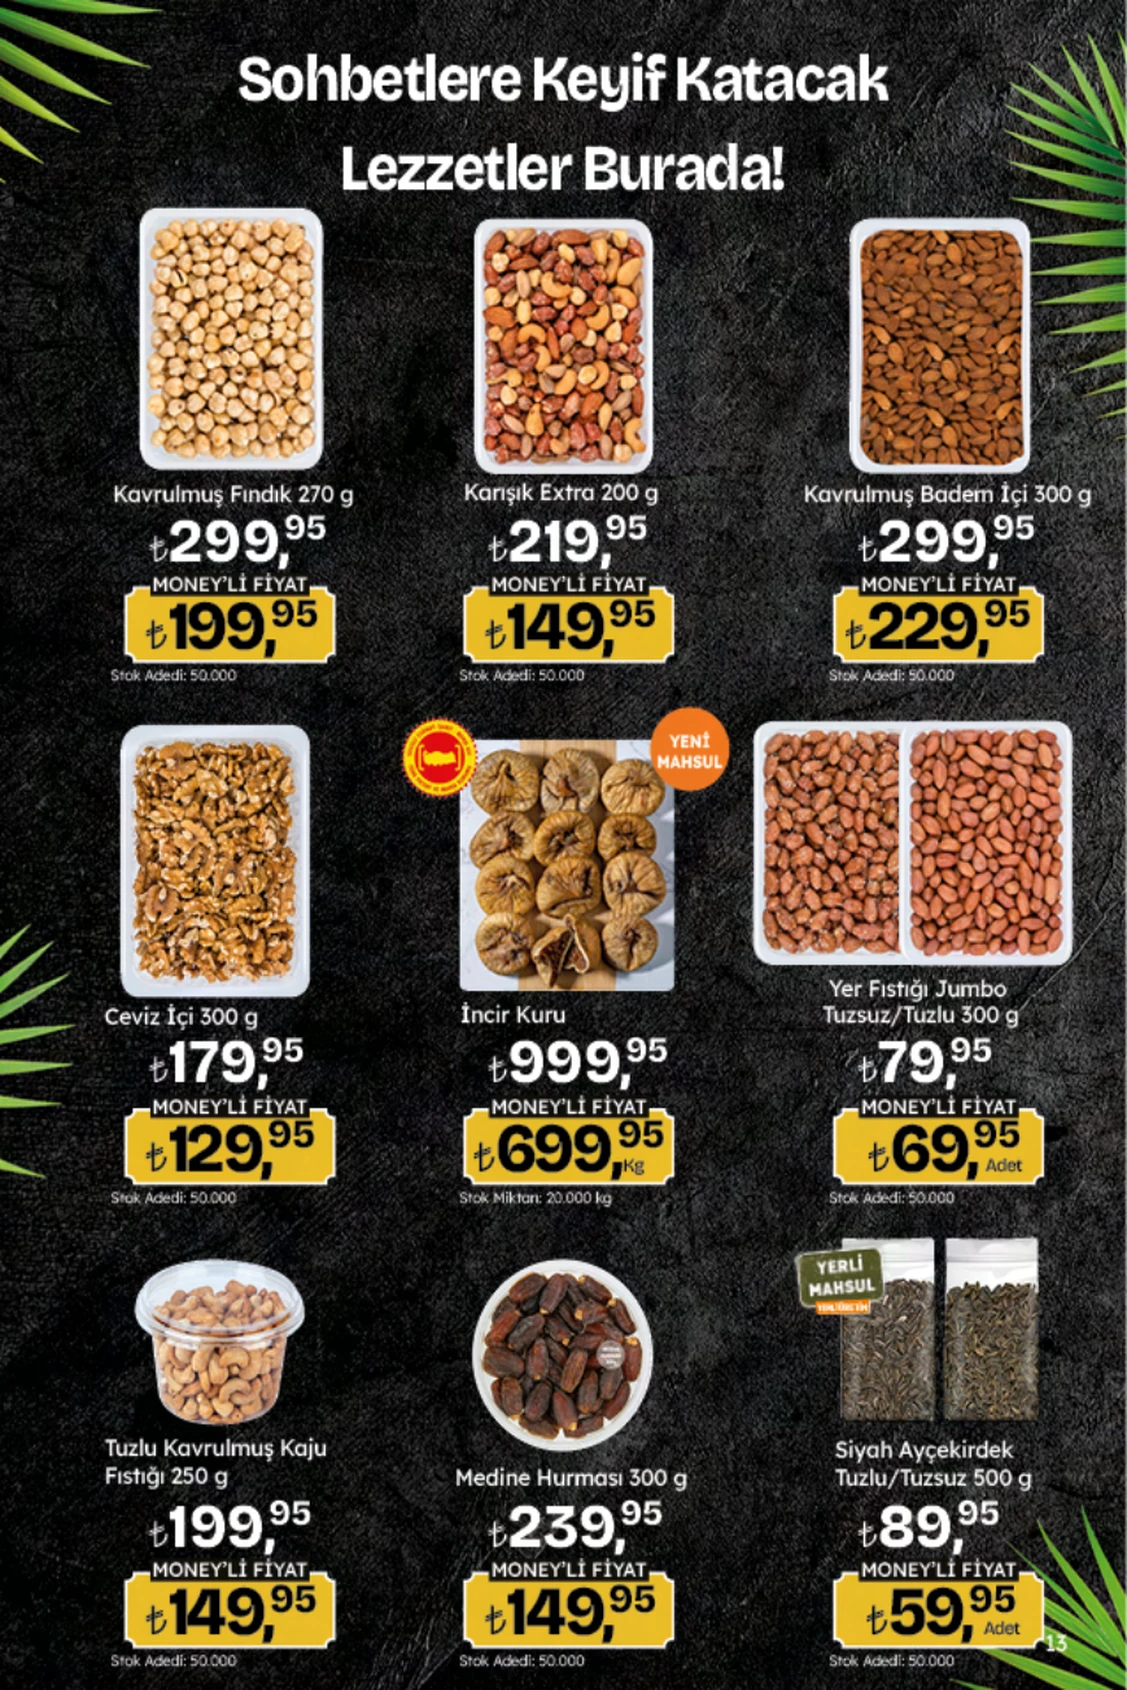 Sohbetlere Keyif Katacak
Lezzetler Burada!
Kavrulmuş Fındık 270 g
₺299,95
MONEY'Lİ FİYAT
₺199,95
Stok Adedi: 50.000
Karışık Extra 200 g
₺219,95
MONEY'Lİ FİYAT
₺149,95
Stok Adedi: 50.000
Kavrulmuş Badem İçi 300 g
₺299,95
MONEY'Lİ FİYAT
₺229,95
Stok Adedi: 50.000
Ceviz İçi 300 g
₺179,95
MONEY'Lİ FİYAT
₺129,95
Stok Adedi: 50.000
YENİ
MAHSUL
İncir Kuru
₺999,95
MONEY'Lİ FİYAT
₺699,95 Kg
Stok Miktarı: 20.000 kg
Yer Fıstığı Jumbo
Tuzsuz/Tuzlu 300 g
₺79,95
MONEY'Lİ FİYAT
₺69,95 Adet
Stok Adedi: 50.000
Tuzlu Kavrulmuş Kaju
Fıstığı 250 g
₺199,95
MONEY'Lİ FİYAT
₺149,95
Stok Adedi: 50.000
Medine Hurması 300 g
₺239,95
MONEY'Lİ FİYAT
₺149,95
Stok Adedi: 50.000
YERLİ
MAHSUL
YERLİ ÜRETİM
Siyah Ayçekirdek
Tuzlu/Tuzsuz 500 g
₺89,95
MONEY'Lİ FİYAT
₺59,95 Adet
Stok Adedi: 50.000
13